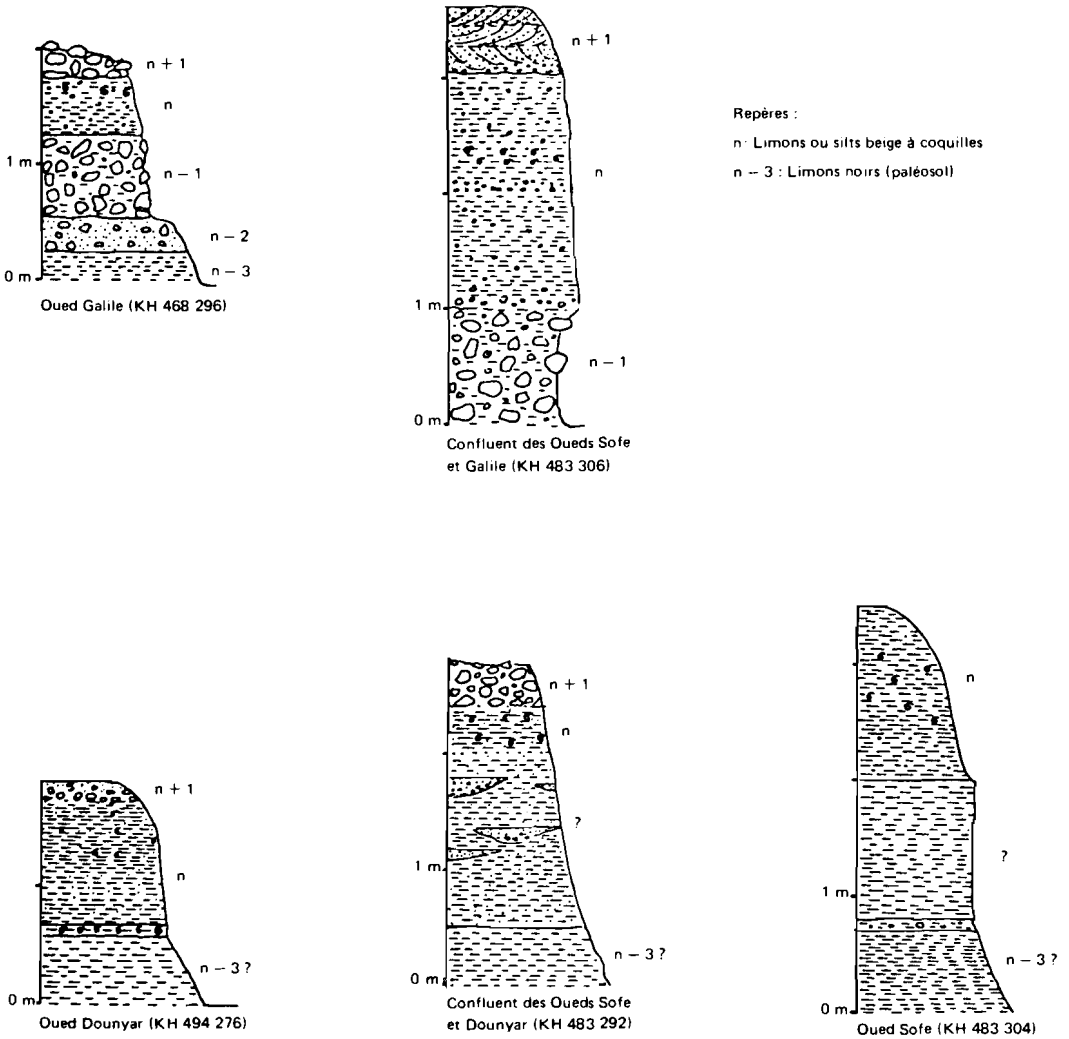 n + 1
n
1 m
n − 1
n − 2
n − 3
0 m
Oued Galile (KH 468 296)
n + 1
n
1 m
n − 1
0 m
Confluent des Oueds Sofe
et Galile (KH 483 306)
Repères :
n · Limons ou silts beige à coquilles
n − 3 : Limons noirs (paléosol)
n + 1
n
1 m
n − 3 ?
0 m
Oued Dounyar (KH 494 276)
n + 1
n
?
1 m
n − 3 ?
0 m
Confluent des Oueds Sofe
et Dounyar (KH 483 292)
n
?
1 m
n − 3 ?
0 m
Oued Sofe (KH 483 304)